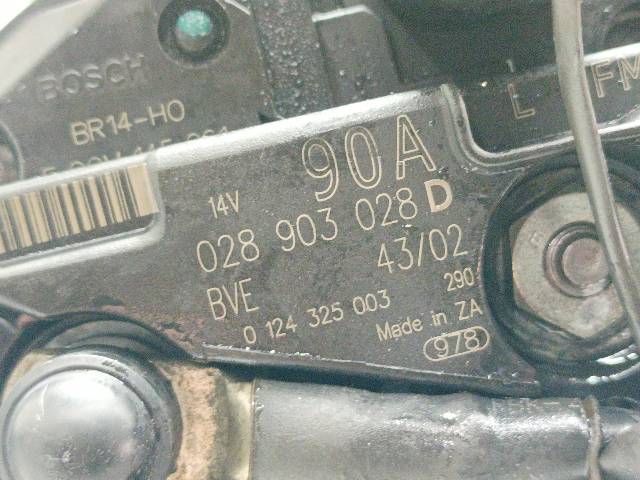 BOSCH
BR14-HO
L FM
90A
14V
028 903 028 D
43/02
BVE
290
0 124 325 003
Made in ZA
978